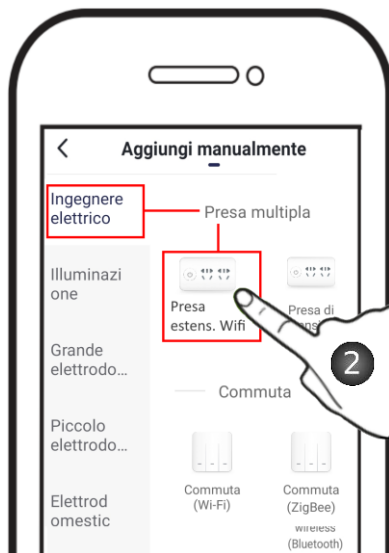 Aggiungi manualmente
Ingegnere
elettrico
Illuminazi
one
Grande
elettrodo...
Piccolo
elettrodo...
Elettrod
omestic
Presa multipla
Presa
estens. Wifi
Presa di
2
Commuta
Commuta
(Wi-Fi)
Commuta
(ZigBee)
wireless
(Bluetooth)